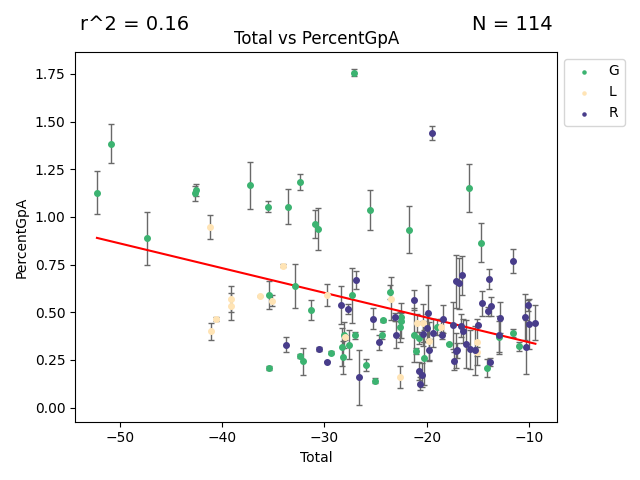 r^2 = 0.16
N = 114
Total vs PercentGpA
G
L
R
PercentGpA
1.75
1.50
1.25
1.00
0.75
0.50
0.25
0.00
−50
−40
−30
−20
−10
Total